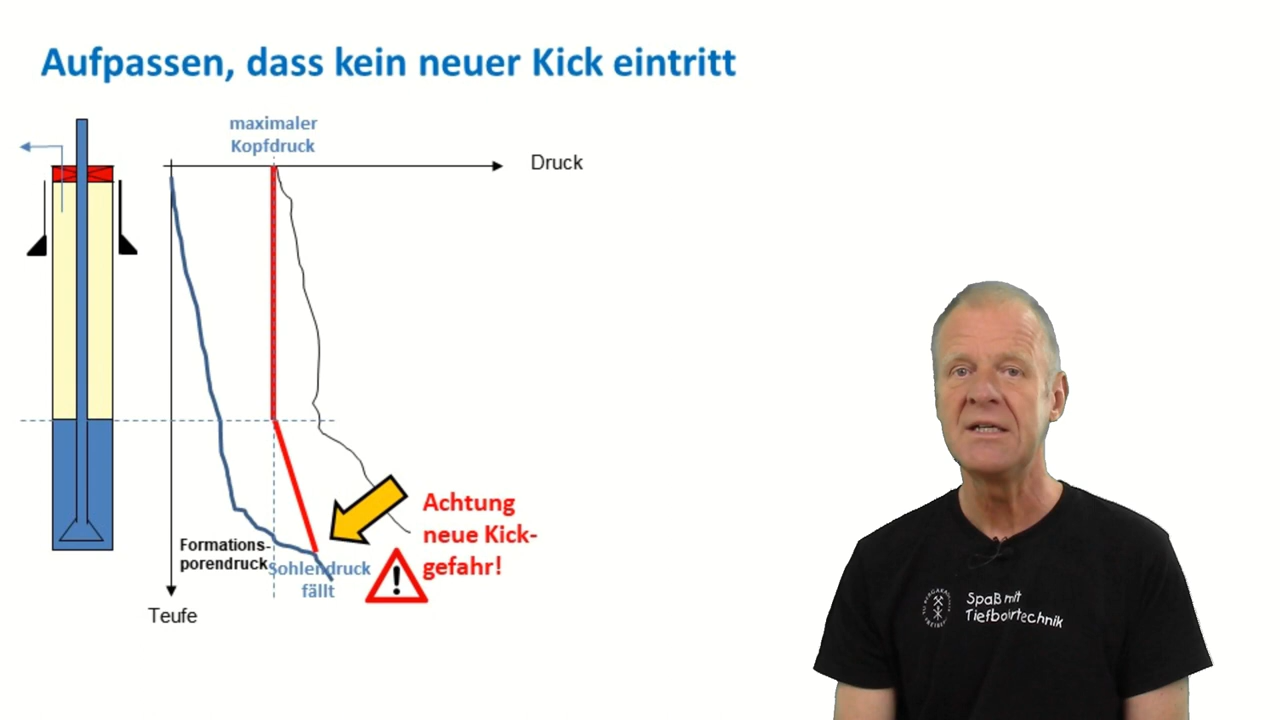 Aufpassen, dass kein neuer Kick eintritt
maximaler
Kopfdruck
Druck
Achtung
neue Kick-
gefahr!
Formations-
porendruck
Sohlendruck
fällt
Teufe
Spaß mit
Tiefbohrtechnik